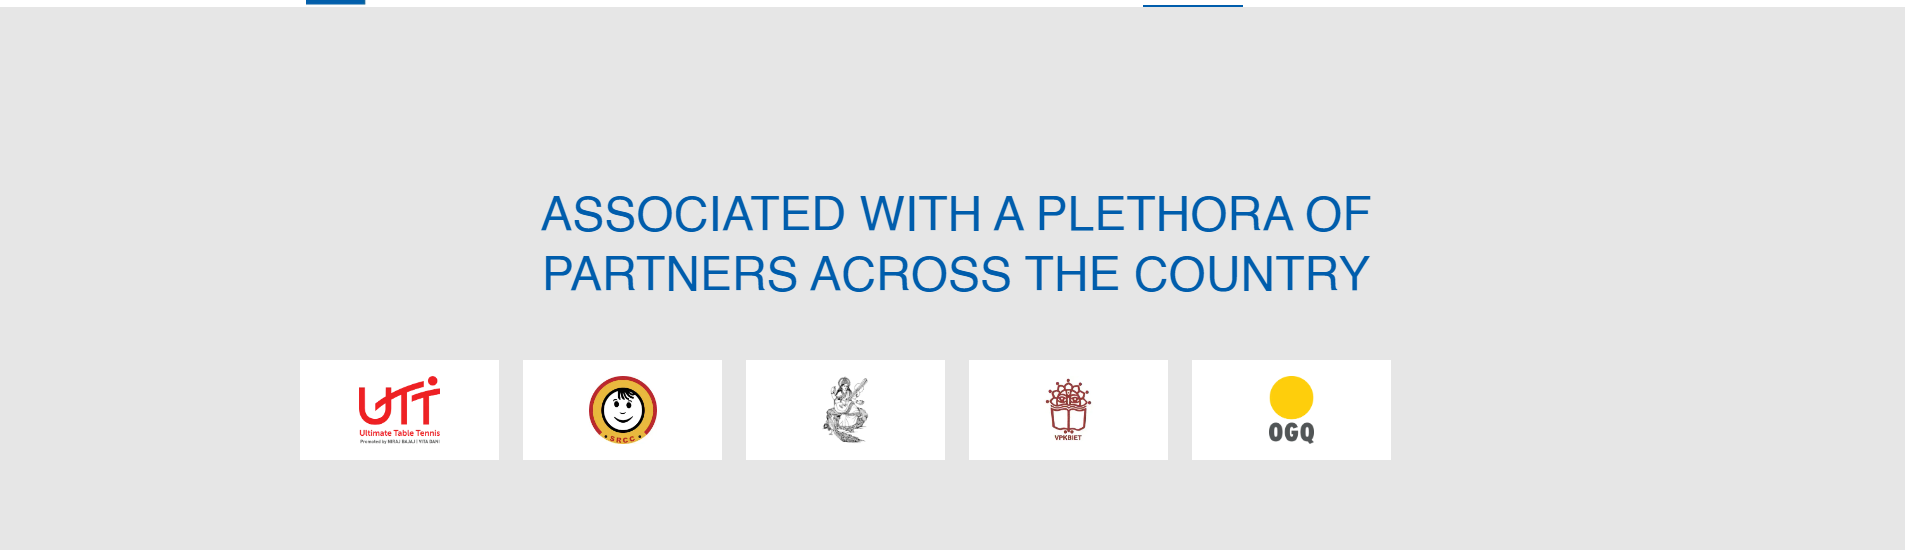 ASSOCIATED WITH A PLETHORA OF
PARTNERS ACROSS THE COUNTRY
UTT
Ultimate Table Tennis
Promoted by NIRAJ BAJAJ | VITA DANI
SRCC
VPKBIET
OGQ